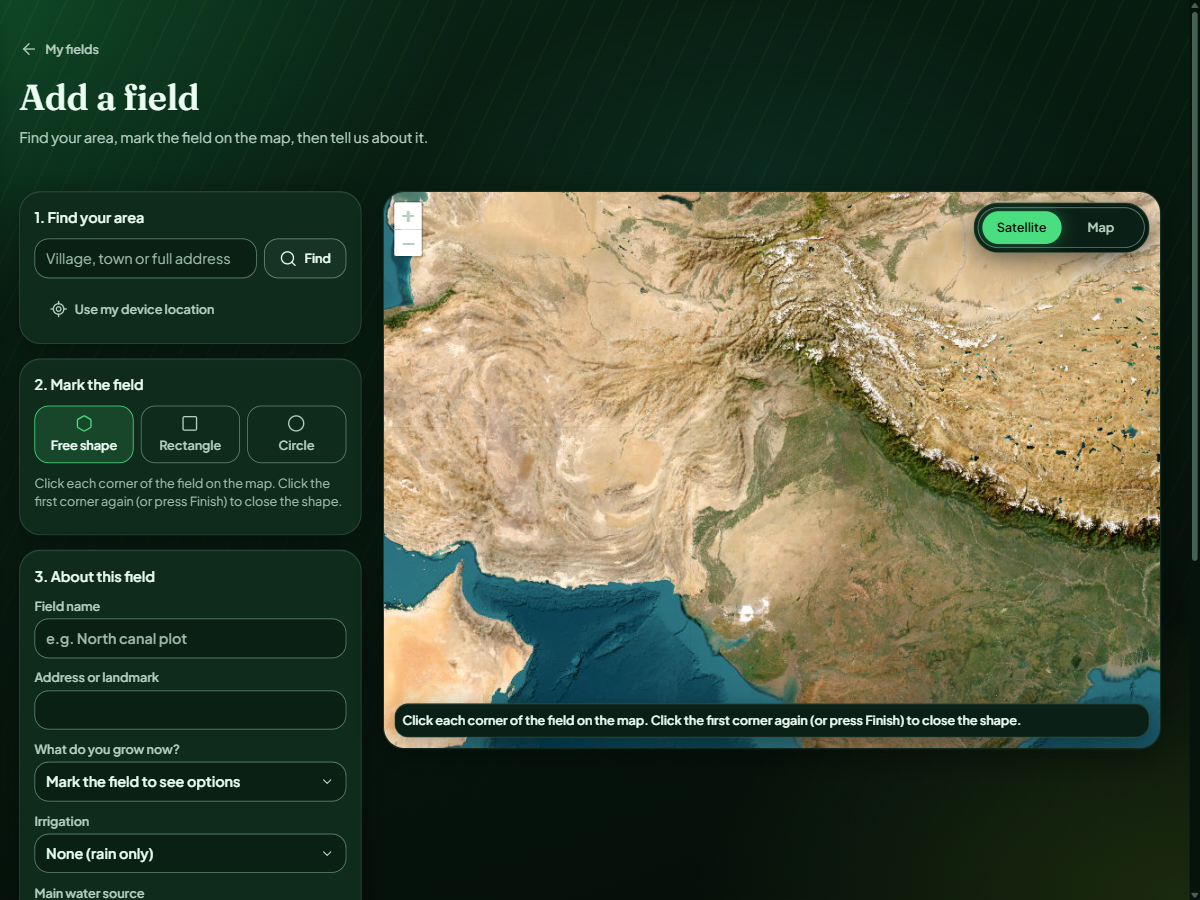 My fields
Add a field
Find your area, mark the field on the map, then tell us about it.
1. Find your area
Village, town or full address
Find
Use my device location
2. Mark the field
Free shape
Rectangle
Circle
Click each corner of the field on the map. Click the
first corner again (or press Finish) to close the shape.
3. About this field
Field name
e.g. North canal plot
Address or landmark
What do you grow now?
Mark the field to see options
Irrigation
None (rain only)
Main water source
+
−
Satellite
Map
Click each corner of the field on the map. Click the first corner again (or press Finish) to close the shape.